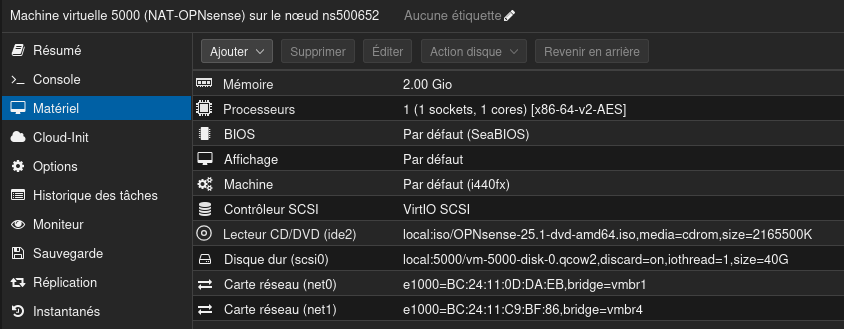 Machine virtuelle 5000 (NAT-OPNsense) sur le nœud ns500652 Aucune étiquette
Résumé
Console
Matériel
Cloud-Init
Options
Historique des tâches
Moniteur
Sauvegarde
Réplication
Instantanés
Ajouter Supprimer Éditer Action disque Revenir en arrière
Mémoire 2.00 Gio
Processeurs 1 (1 sockets, 1 cores) [x86-64-v2-AES]
BIOS Par défaut (SeaBIOS)
Affichage Par défaut
Machine Par défaut (i440fx)
Contrôleur SCSI VirtIO SCSI
Lecteur CD/DVD (ide2) local:iso/OPNsense-25.1-dvd-amd64.iso,media=cdrom,size=2165500K
Disque dur (scsi0) local:5000/vm-5000-disk-0.qcow2,discard=on,iothread=1,size=40G
Carte réseau (net0) e1000=BC:24:11:0D:DA:EB,bridge=vmbr1
Carte réseau (net1) e1000=BC:24:11:C9:BF:86,bridge=vmbr4